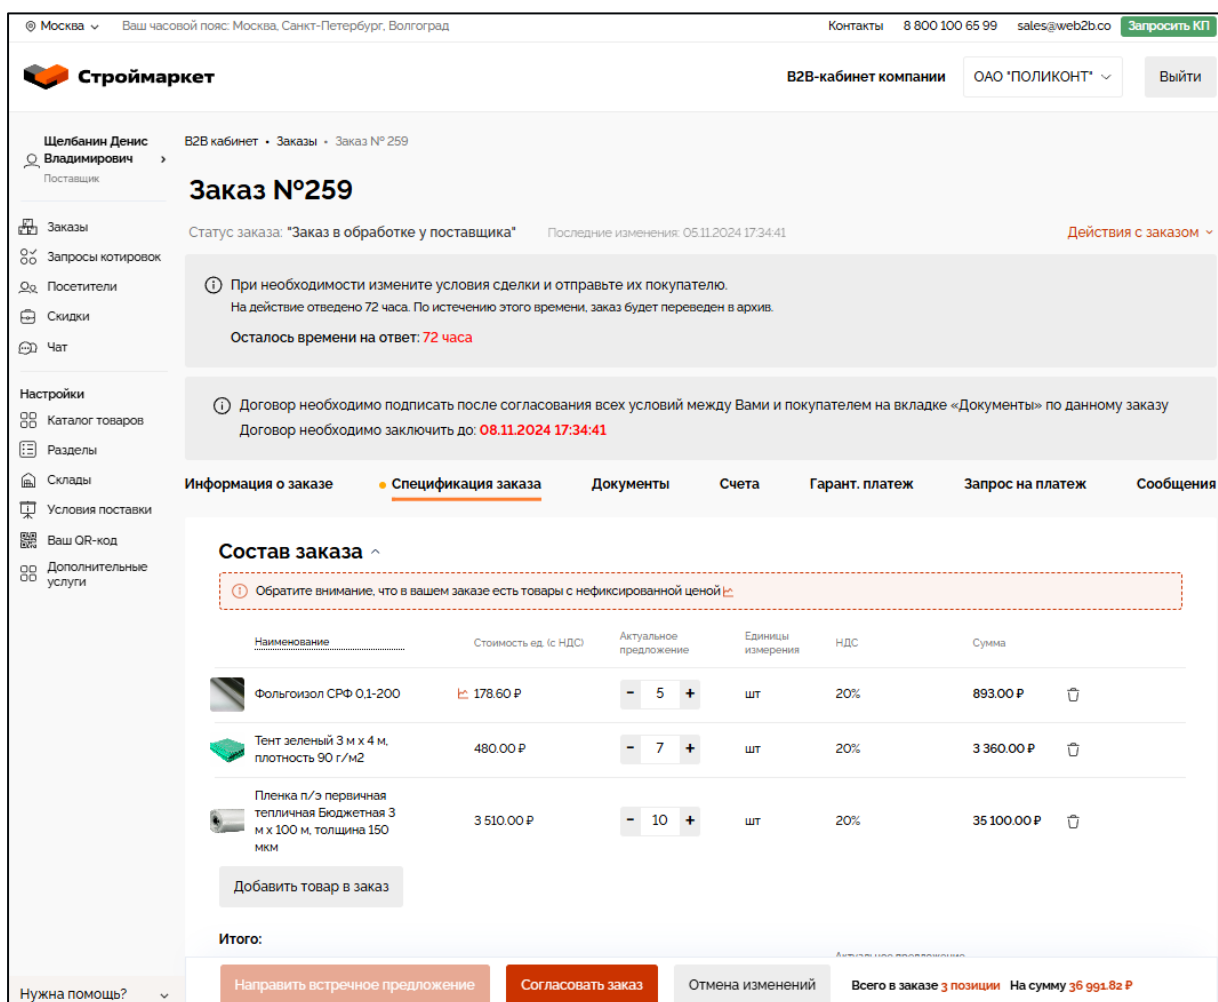 Москва Ваш часовой пояс: Москва, Санкт-Петербург, Волгоград Контакты 8 800 100 65 99 sales@web2b.co Запросить КП
Строймаркет B2B-кабинет компании ОАО "ПОЛИКОНТ" Выйти
Щелбанин Денис
Владимирович
Поставщик
Заказы
Запросы котировок
Посетители
Скидки
Чат
Настройки
Каталог товаров
Разделы
Склады
Условия поставки
Ваш QR-код
Дополнительные
услуги
Нужна помощь?
B2B кабинет • Заказы • Заказ № 259
Заказ №259
Статус заказа: "Заказ в обработке у поставщика" Последние изменения: 05.11.2024 17:34:41 Действия с заказом
При необходимости измените условия сделки и отправьте их покупателю.
На действие отведено 72 часа. По истечению этого времени, заказ будет переведен в архив.
Осталось времени на ответ: 72 часа
Договор необходимо подписать после согласования всех условий между Вами и покупателем на вкладке «Документы» по данному заказу
Договор необходимо заключить до: 08.11.2024 17:34:41
Информация о заказе Спецификация заказа Документы Счета Гарант. платеж Запрос на платеж Сообщения
Состав заказа
Обратите внимание, что в вашем заказе есть товары с нефиксированной ценой
Наименование Стоимость ед. (с НДС) Актуальное предложение Единицы измерения НДС Сумма
Фольгоизол СРФ 0,1-200 178.60 ₽ - 5 + шт 20% 893.00 ₽
Тент зеленый 3 м х 4 м,
плотность 90 г/м2 480.00 ₽ - 7 + шт 20% 3 360.00 ₽
Пленка п/э первичная
тепличная Бюджетная 3
м х 100 м, толщина 150
мкм 3 510.00 ₽ - 10 + шт 20% 35 100.00 ₽
Добавить товар в заказ
Итого:
Актуальное предложение
Направить встречное предложение Согласовать заказ Отмена изменений Всего в заказе 3 позиции На сумму 36 991.82 ₽